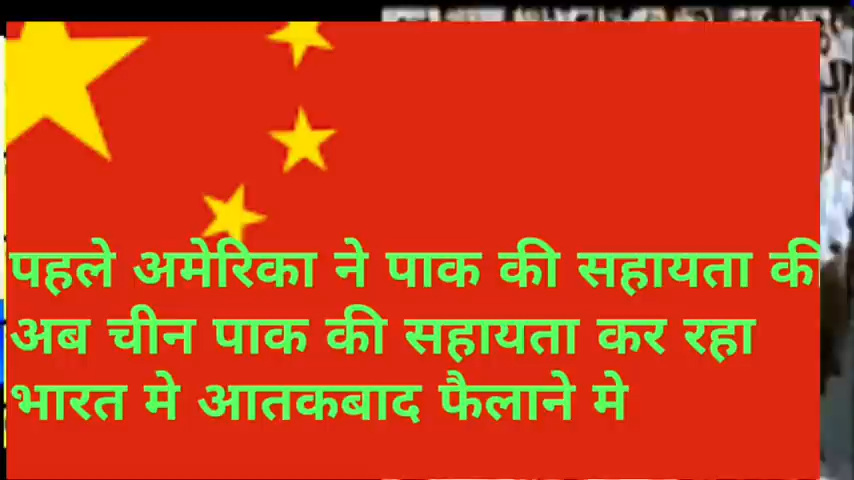 पहले अमेरिका ने पाक की सहायता की
अब चीन पाक की सहायता कर रहा
भारत मे आतकबाद फैलाने मे